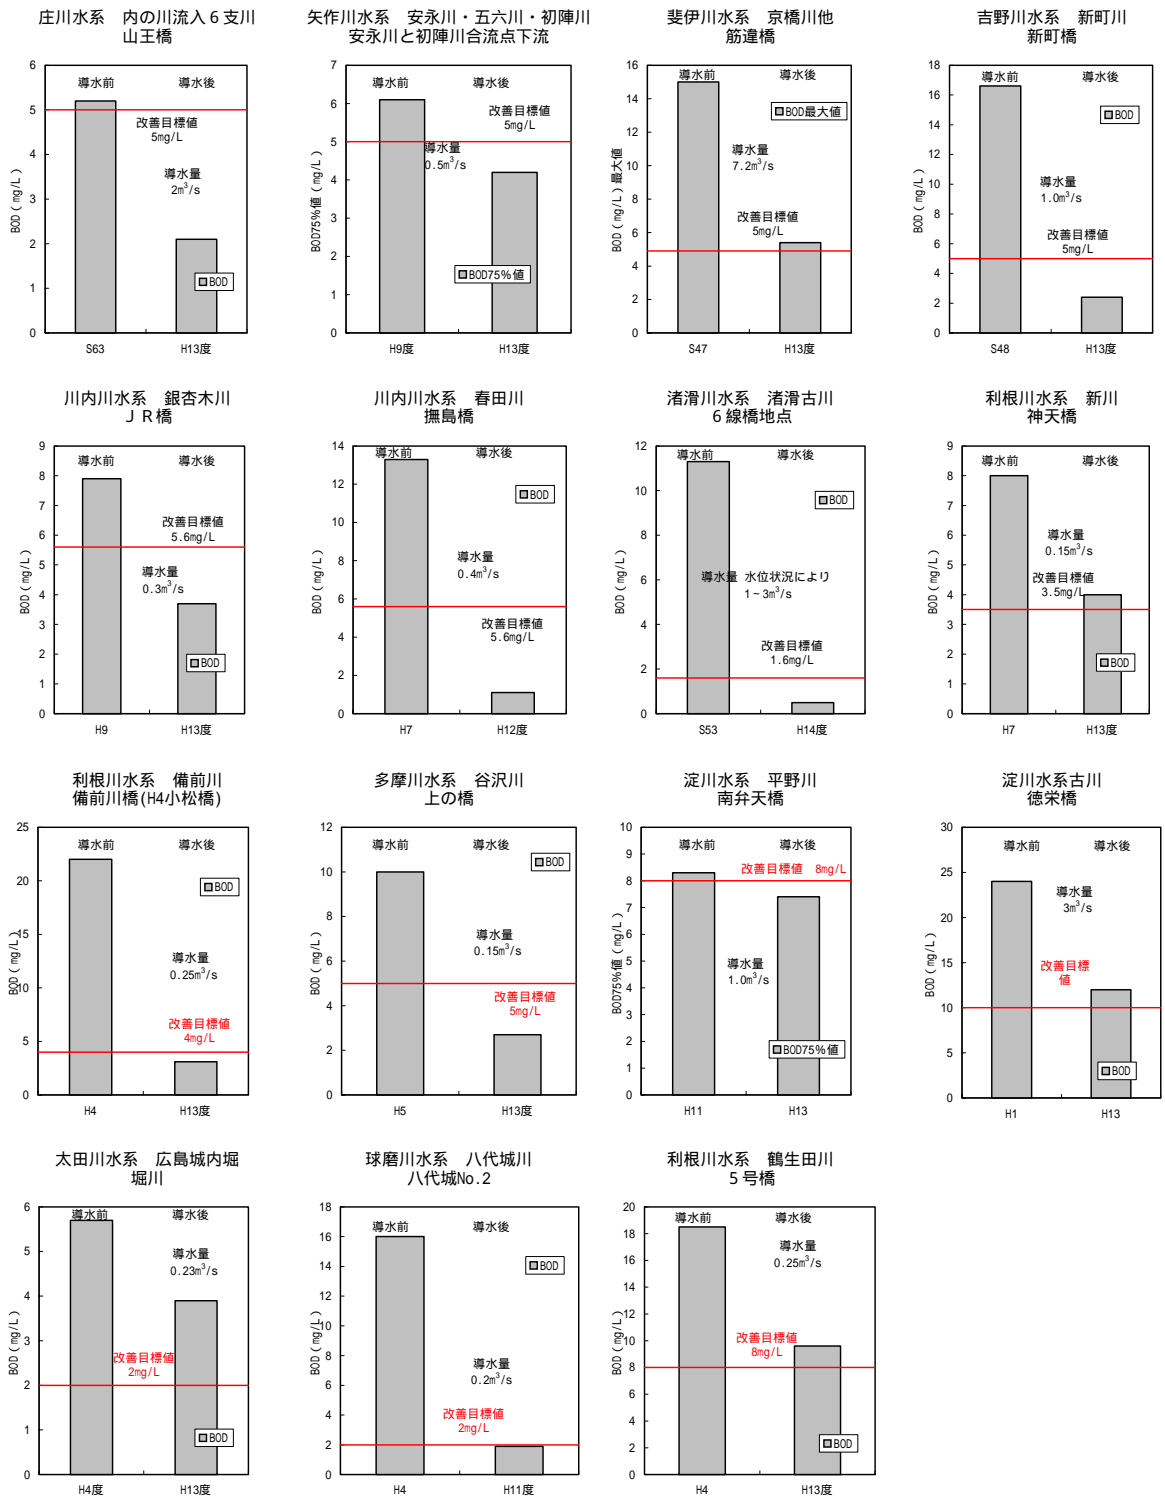 庄川水系　内の川流入６支川
山王橋
6
5
4
3
2
1
0
BOD（mg/L）
導水前
導水後
改善目標値
5mg/L
導水量
2m³/s
BOD
S63
H13度
矢作川水系　安永川・五六川・初陣川
安永川と初陣川合流点下流
7
6
5
4
3
2
1
0
BOD75%値（mg/L）
導水前
導水後
改善目標値
5mg/L
導水量
0.5m³/s
BOD75%値
H9度
H13度
斐伊川水系　京橋川他
筋違橋
16
14
12
10
8
6
4
2
0
BOD（mg/L）最大値
導水前
導水後
BOD最大値
導水量
7.2m³/s
改善目標値
5mg/L
S47
H13度
吉野川水系　新町川
新町橋
18
16
14
12
10
8
6
4
2
0
BOD（mg/L）
導水前
導水後
BOD
導水量
1.0m³/s
改善目標値
5mg/L
S48
H13度
川内川水系　銀杏木川
ＪＲ橋
9
8
7
6
5
4
3
2
1
0
BOD（mg/L）
導水前
導水後
改善目標値
5.6mg/L
導水量
0.3m³/s
BOD
H9
H13度
川内川水系　春田川
撫島橋
14
12
10
8
6
4
2
0
BOD（mg/L）
導水前
導水後
BOD
導水量
0.4m³/s
改善目標値
5.6mg/L
H7
H12度
渚滑川水系　渚滑古川
６線橋地点
12
10
8
6
4
2
0
BOD（mg/L）
導水前
導水後
BOD
導水量　水位状況により
1~3m³/s
改善目標値
1.6mg/L
S53
H14度
利根川水系　新川
神天橋
9
8
7
6
5
4
3
2
1
0
BOD（mg/L）
導水前
導水後
導水量
0.15m³/s
改善目標値
3.5mg/L
BOD
H7
H13度
利根川水系　備前川
備前川橋(H4小松橋)
25
20
15
10
5
0
BOD（mg/L）
導水前
導水後
BOD
導水量
0.25m³/s
改善目標値
4mg/L
H4
H13度
多摩川水系　谷沢川
上の橋
12
10
8
6
4
2
0
BOD（mg/L）
導水前
導水後
BOD
導水量
0.15m³/s
改善目標値
5mg/L
H5
H13度
淀川水系　平野川
南弁天橋
10
9
8
7
6
5
4
3
2
1
0
BOD75%値（mg/L）
導水前
導水後
改善目標値　8mg/L
導水量
1.0m³/s
BOD75%値
H11
H13
淀川水系古川
徳栄橋
30
25
20
15
10
5
0
BOD（mg/L）
導水前
導水後
導水量
3m³/s
改善目標
値
BOD
H1
H13
太田川水系　広島城内堀
堀川
6
5
4
3
2
1
0
BOD（mg/L）
導水前
導水後
導水量
0.23m³/s
改善目標値
2mg/L
BOD
H4度
H13度
球磨川水系　八代城川
八代城No.2
18
16
14
12
10
8
6
4
2
0
BOD（mg/L）
導水前
導水後
BOD
導水量
0.2m³/s
改善目標値
2mg/L
H4
H11度
利根川水系　鶴生田川
５号橋
20
18
16
14
12
10
8
6
4
2
0
BOD（mg/L）
導水前
導水後
導水量
0.25m³/s
改善目標値
8mg/L
BOD
H4
H13度